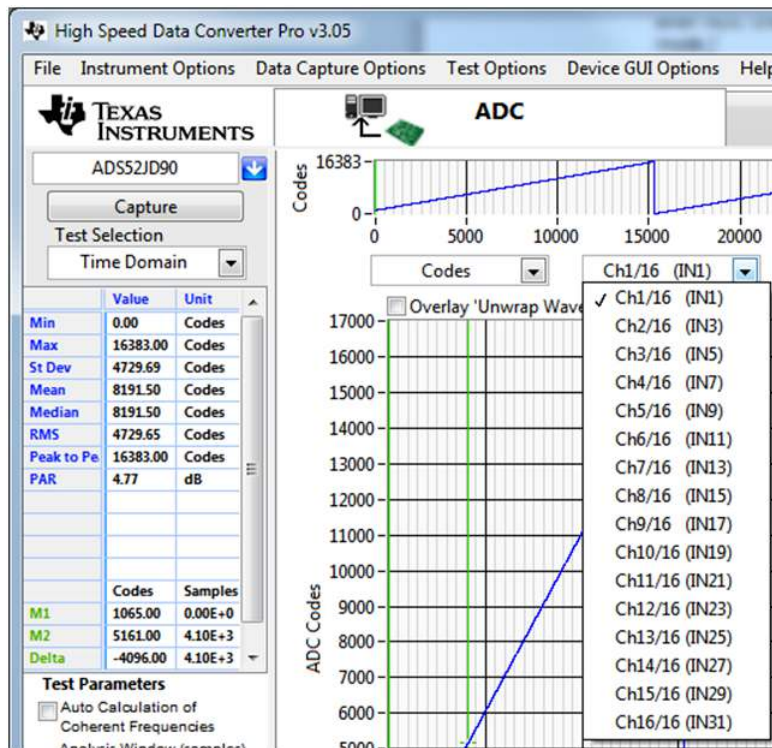 High Speed Data Converter Pro v3.05
File Instrument Options Data Capture Options Test Options Device GUI Options Help
TEXAS INSTRUMENTS
ADC
ADS52JD90
Capture
Test Selection
Time Domain
Value Unit
Min 0.00 Codes
Max 16383.00 Codes
St Dev 4729.69 Codes
Mean 8191.50 Codes
Median 8191.50 Codes
RMS 4729.65 Codes
Peak to Pe 16383.00 Codes
PAR 4.77 dB
Codes Samples
M1 1065.00 0.00E+0
M2 5161.00 4.10E+3
Delta -4096.00 4.10E+3
Test Parameters
Auto Calculation of
Coherent Frequencies
Analysis Window (samples)
Codes
16383
0
0 5000 10000 15000 20000
Codes
Ch1/16 (IN1)
Overlay 'Unwrap Wave
ADC Codes
17000
16000
15000
14000
13000
12000
11000
10000
9000
8000
7000
6000
5000
✓ Ch1/16 (IN1)
Ch2/16 (IN3)
Ch3/16 (IN5)
Ch4/16 (IN7)
Ch5/16 (IN9)
Ch6/16 (IN11)
Ch7/16 (IN13)
Ch8/16 (IN15)
Ch9/16 (IN17)
Ch10/16 (IN19)
Ch11/16 (IN21)
Ch12/16 (IN23)
Ch13/16 (IN25)
Ch14/16 (IN27)
Ch15/16 (IN29)
Ch16/16 (IN31)